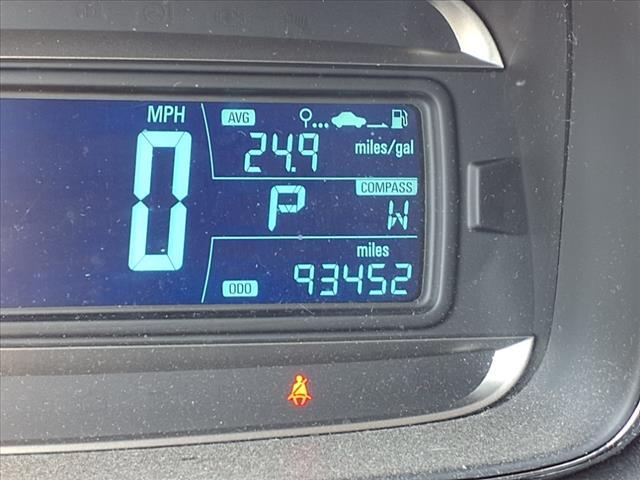 MPH
0
AVG
24.9 miles/gal
P
COMPASS
W
miles
ODO 93452